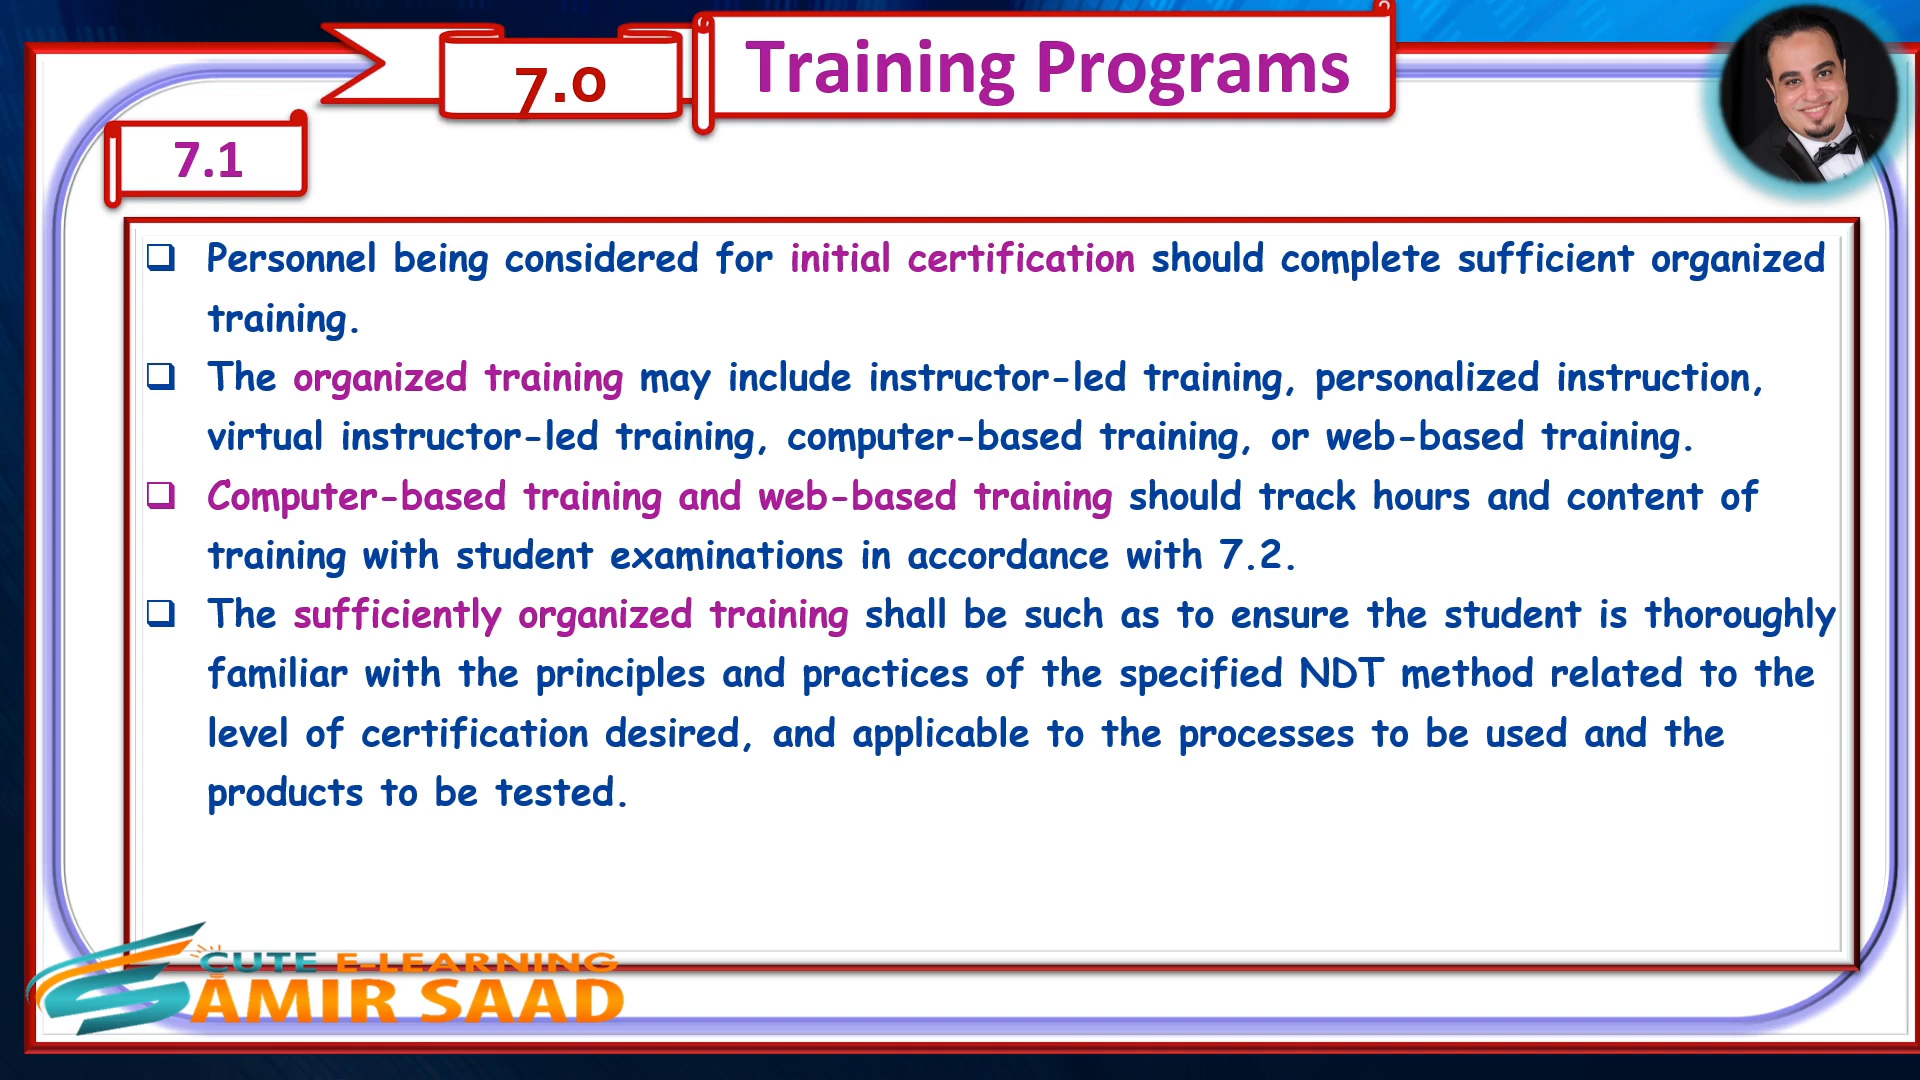 7.0
Training Programs
7.1
Personnel being considered for initial certification should complete sufficient organized
training.
The organized training may include instructor-led training, personalized instruction,
virtual instructor-led training, computer-based training, or web-based training.
Computer-based training and web-based training should track hours and content of
training with student examinations in accordance with 7.2.
The sufficiently organized training shall be such as to ensure the student is thoroughly
familiar with the principles and practices of the specified NDT method related to the
level of certification desired, and applicable to the processes to be used and the
products to be tested.
CUTE E-LEARNING
SAMIR SAAD